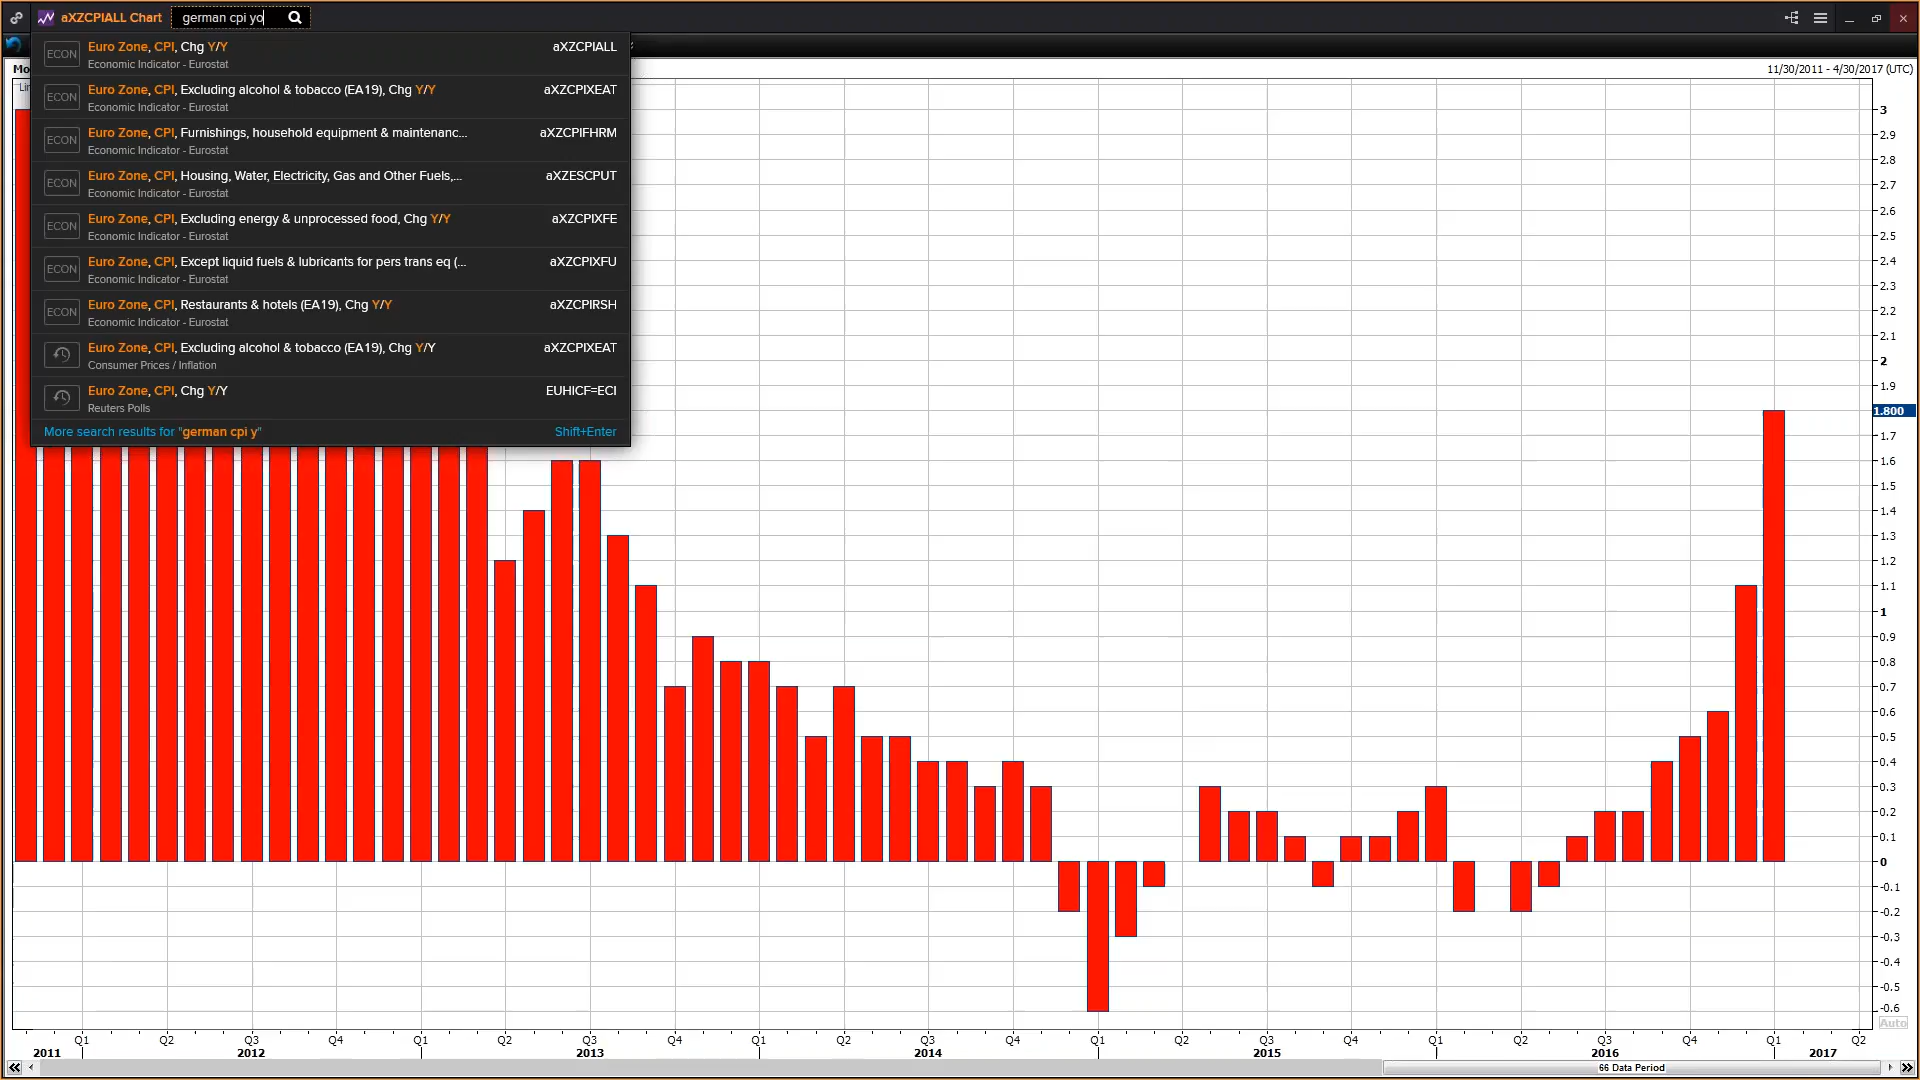 aXZCPIALL Chart german cpi yo
ECON Euro Zone, CPI, Chg Y/Y aXZCPIALL
Economic Indicator - Eurostat
ECON Euro Zone, CPI, Excluding alcohol & tobacco (EA19), Chg Y/Y aXZCPIXEAT
Economic Indicator - Eurostat
ECON Euro Zone, CPI, Furnishings, household equipment & maintenanc... aXZCPIFHRM
Economic Indicator - Eurostat
ECON Euro Zone, CPI, Housing, Water, Electricity, Gas and Other Fuels,... aXZESCPUT
Economic Indicator - Eurostat
ECON Euro Zone, CPI, Excluding energy & unprocessed food, Chg Y/Y aXZCPIXFE
Economic Indicator - Eurostat
ECON Euro Zone, CPI, Except liquid fuels & lubricants for pers trans eq (... aXZCPIXFU
Economic Indicator - Eurostat
ECON Euro Zone, CPI, Restaurants & hotels (EA19), Chg Y/Y aXZCPIRSH
Economic Indicator - Eurostat
Euro Zone, CPI, Excluding alcohol & tobacco (EA19), Chg Y/Y aXZCPIXEAT
Consumer Prices / Inflation
Euro Zone, CPI, Chg Y/Y EUHICF=ECI
Reuters Polls
More search results for "german cpi y" Shift+Enter
Mo
11/30/2011 - 4/30/2017 (UTC)
Lin
3
2.9
2.8
2.7
2.6
2.5
2.4
2.3
2.2
2.1
2
1.9
1.800
1.7
1.6
1.5
1.4
1.3
1.2
1.1
1
0.9
0.8
0.7
0.6
0.5
0.4
0.3
0.2
0.1
0
-0.1
-0.2
-0.3
-0.4
-0.5
-0.6
Auto
Q1 Q2 Q3 Q4 Q1 Q2 Q3 Q4 Q1 Q2 Q3 Q4 Q1 Q2 Q3 Q4 Q1 Q2 Q3 Q4 Q1 Q2
2011 2012 2013 2014 2015 2016 2017
66 Data Period